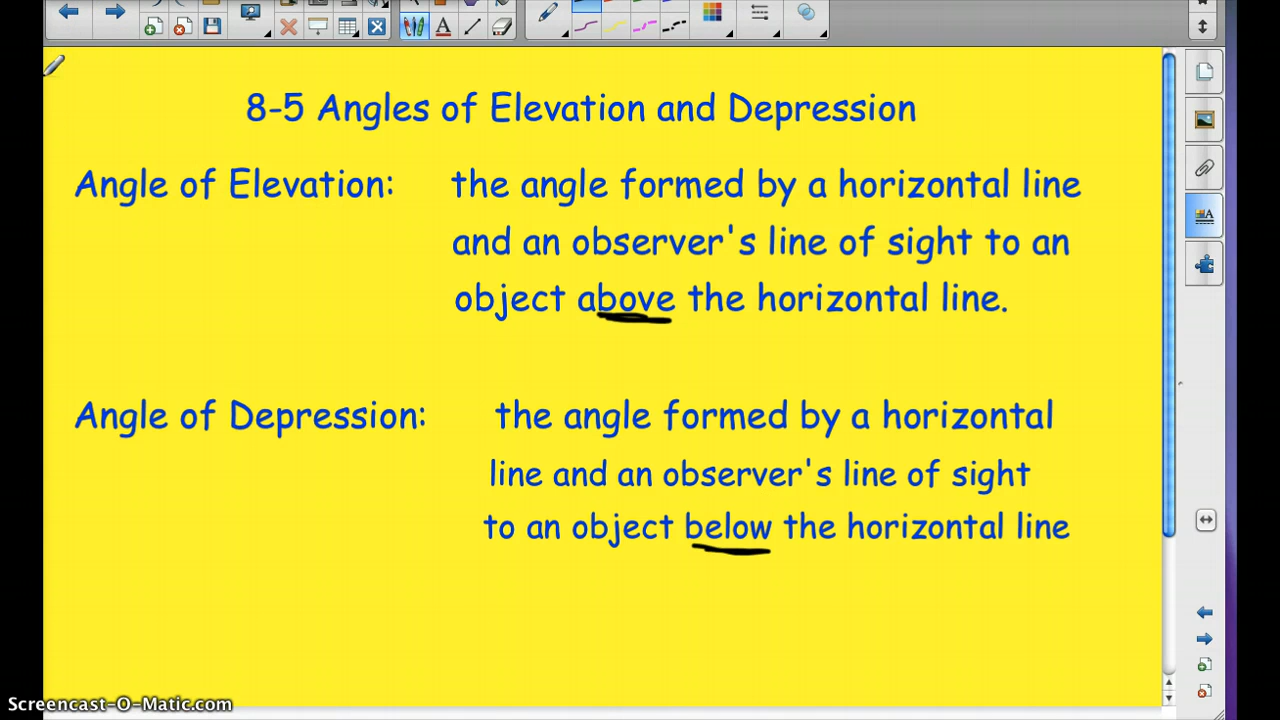 8-5 Angles of Elevation and Depression
Angle of Elevation: the angle formed by a horizontal line
and an observer's line of sight to an
object above the horizontal line.
Angle of Depression: the angle formed by a horizontal
line and an observer's line of sight
to an object below the horizontal line
Screencast-O-Matic.com